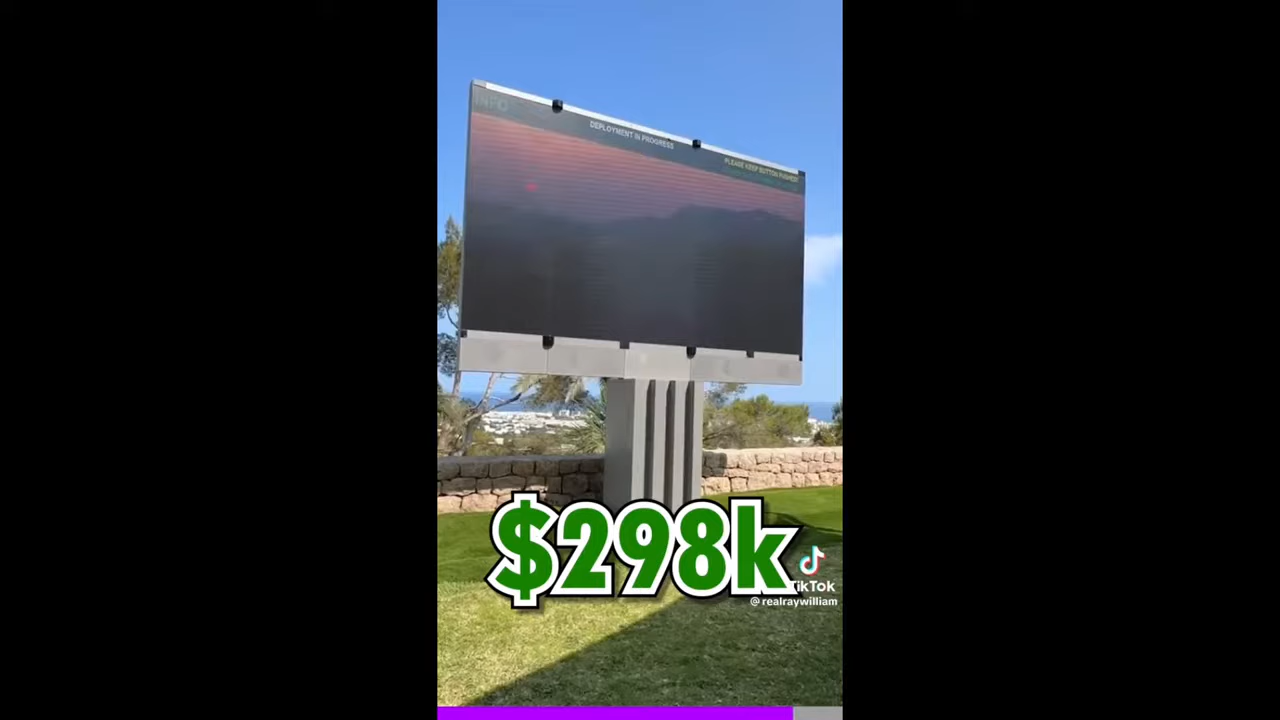 INFO
DEPLOYMENT IN PROGRESS
PLEASE KEEP BUTTON PUSHED!
$298k
TikTok
@realraywilliam